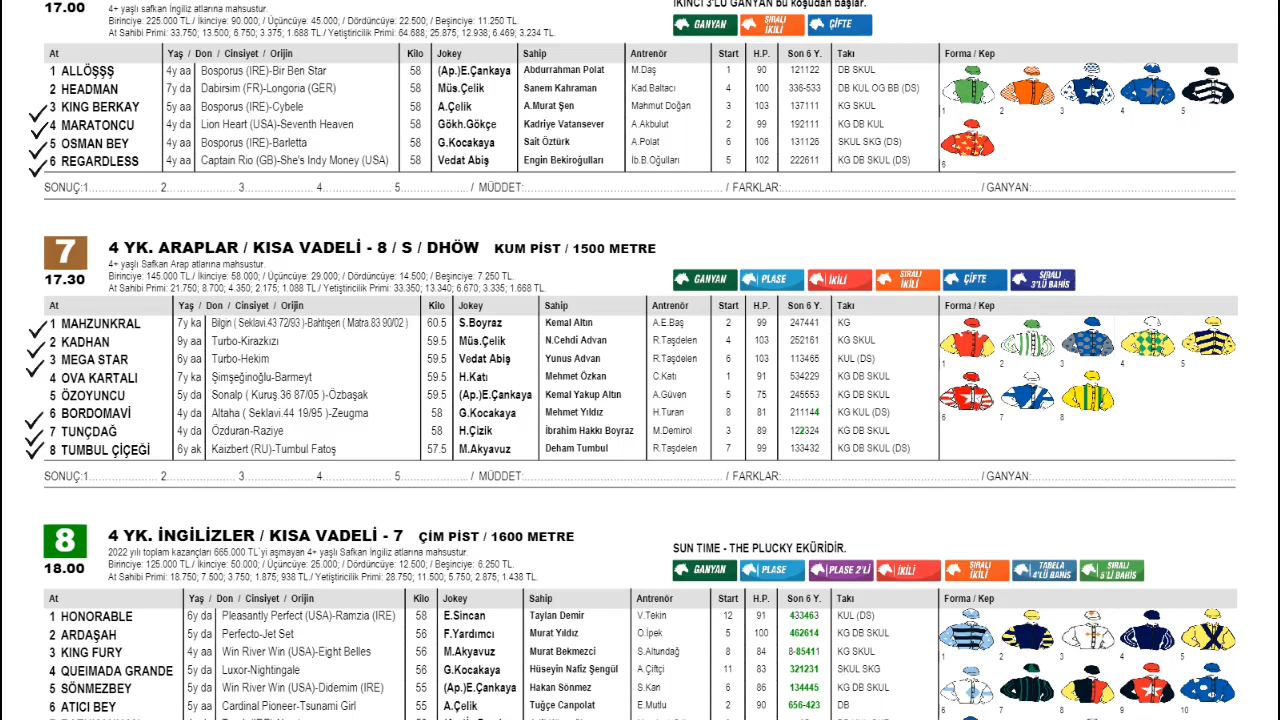 17.00
4+ yaşlı safkan İngiliz atlarına mahsustur.
Birinciye: 225.000 TL / İkinciye: 90.000; / Üçüncüye: 45.000; / Dördüncüye: 22.500; / Beşinciye: 11.250 TL.
At Sahibi Primi: 33.750; 13.500; 6.750; 3.375; 1.688 TL. / Yetiştiricilik Primi: 64.688; 25.875; 12.938; 6.469; 3.234 TL.
İKİNCİ 3'LÜ GANYAN bu koşudan başlar.
GANYAN SIRALI İKİLİ ÇİFTE
At Yaş / Don / Cinsiyet / Orijin Kilo Jokey Sahip Antrenör Start H.P. Son 6 Y. Takı Forma / Kep
1 ALLÖŞŞŞ 4y aa Bosporus (IRE)-Bir Ben Star 58 (Ap.)E.Çankaya Abdurrahman Polat M.Daş 1 90 121122 DB SKUL
2 HEADMAN 7y da Dabirsim (FR)-Longoria (GER) 58 Müs.Çelik Sanem Kahraman Kad.Baltacı 4 100 336-533 DB KUL OG BB (DS)
3 KING BERKAY 5y aa Bosporus (IRE)-Cybele 58 A.Çelik A.Murat Şen Mahmut Doğan 3 103 137111 KG SKUL
4 MARATONCU 4y da Lion Heart (USA)-Seventh Heaven 58 Gökh.Gökçe Kadriye Vatansever A.Akbulut 2 99 192111 KG DB KUL
5 OSMAN BEY 4y aa Bosporus (IRE)-Barletta 58 G.Kocakaya Sait Öztürk A.Polat 6 106 131126 SKUL SKG (DS)
6 REGARDLESS 4y aa Captain Rio (GB)-She's Indy Money (USA) 58 Vedat Abiş Engin Bekiroğulları İb.B.Oğulları 5 102 222611 KG DB SKUL (DS)
1 2 3 4 5
6
SONUÇ:1 2 3 4 5 / MÜDDET: / FARKLAR: / GANYAN:
7
17.30
4 YK. ARAPLAR / KISA VADELİ - 8 / S / DHÖW KUM PİST / 1500 METRE
4+ yaşlı Safkan Arap atlarına mahsustur.
Birinciye: 145.000 TL / İkinciye: 58.000; / Üçüncüye: 29.000; / Dördüncüye: 14.500; / Beşinciye: 7.250 TL.
At Sahibi Primi: 21.750; 8.700; 4.350; 2.175; 1.088 TL / Yetiştiricilik Primi: 33.350; 13.340; 6.670; 3.335; 1.668 TL.
GANYAN PLASE İKİLİ SIRALI İKİLİ ÇİFTE SIRALI 3'LÜ BAHİS
At Yaş / Don / Cinsiyet / Orijin Kilo Jokey Sahip Antrenör Start H.P. Son 6 Y. Takı Forma / Kep
1 MAHZUNKRAL 7y ka Bilgin ( Seklavi.43 72/93 )-Bahtışen ( Matra.83 90/02 ) 60.5 S.Boyraz Kemal Altın A.E.Baş 2 99 247441 KG
2 KADHAN 9y aa Turbo-Kirazkızı 59.5 Müs.Çelik N.Cehdi Advan R.Taşdelen 4 103 252161 KG SKUL
3 MEGA STAR 6y aa Turbo-Hekim 59.5 Vedat Abiş Yunus Advan R.Taşdelen 6 103 113465 KUL (DS)
4 OVA KARTALI 7y ka Şimşeğinoğlu-Barmeyt 59.5 H.Katı Mehmet Özkan C.Katı 1 91 534229 KG DB SKUL
5 ÖZOYUNCU 5y da Sonalp ( Kuruş.36 87/05 )-Özbaşak 59.5 (Ap.)E.Çankaya Kemal Yakup Altın A.Güven 5 75 245553 KG DB SKUL
6 BORDOMAVİ 4y da Altaha ( Seklavi.44 19/95 )-Zeugma 58 G.Kocakaya Mehmet Yıldız H.Turan 8 81 211144 KG KUL (DS)
7 TUNÇDAĞ 4y da Özduran-Raziye 58 H.Çizik İbrahim Hakkı Boyraz M.Demirol 3 89 122324 KG DB SKUL
8 TUMBUL ÇİÇEĞİ 6y ak Kaizbert (RU)-Tumbul Fatoş 57.5 M.Akyavuz Deham Tumbul R.Taşdelen 7 99 133432 KG DB SKUL (DS)
1 2 3 4 5
6 7 8
SONUÇ:1 2 3 4 5 / MÜDDET: / FARKLAR: / GANYAN:
8
18.00
4 YK. İNGİLİZLER / KISA VADELİ - 7 ÇİM PİST / 1600 METRE
2022 yılı toplam kazançları 665.000 TL'yi aşmayan 4+ yaşlı Safkan İngiliz atlarına mahsustur.
Birinciye: 125.000 TL / İkinciye: 50.000; / Üçüncüye: 25.000; / Dördüncüye: 12.500; / Beşinciye: 6.250 TL.
At Sahibi Primi: 18.750; 7.500; 3.750; 1.875; 938 TL / Yetiştiricilik Primi: 28.750; 11.500; 5.750; 2.875; 1.438 TL.
SUN TIME - THE PLUCKY EKÜRİDİR.
GANYAN PLASE PLASE 2'Lİ İKİLİ SIRALI İKİLİ TABELA 4'LÜ BAHİS SIRALI 5'Lİ BAHİS
At Yaş / Don / Cinsiyet / Orijin Kilo Jokey Sahip Antrenör Start H.P. Son 6 Y. Takı Forma / Kep
1 HONORABLE 6y da Pleasantly Perfect (USA)-Ramzia (IRE) 58 E.Sincan Taylan Demir V.Tekin 12 91 433463 KUL (DS)
2 ARDAŞAH 5y da Perfecto-Jet Set 56 F.Yardımcı Murat Yıldız O.İpek 5 100 462614 KG DB SKUL
3 KING FURY 4y aa Win River Win (USA)-Eight Belles 56 M.Akyavuz Murat Bekmezci S.Altundağ 8 84 8-85411 KG DB SKUL
4 QUEIMADA GRANDE 5y da Luxor-Nightingale 56 G.Kocakaya Hüseyin Nafiz Şengül A.Çiftçi 11 83 321231 SKUL SKG
5 SÖNMEZBEY 5y da Win River Win (USA)-Didemim (IRE) 55 (Ap.)E.Çankaya Hakan Sönmez S.Kan 6 86 134445 KG DB SKUL
6 ATICI BEY 5y da Cardinal Pioneer-Tsunami Girl 55 A.Çelik Tuğçe Canpolat E.Mutlu 2 90 656-423 DB
1 2 3 4 5
6 7 8 9 10